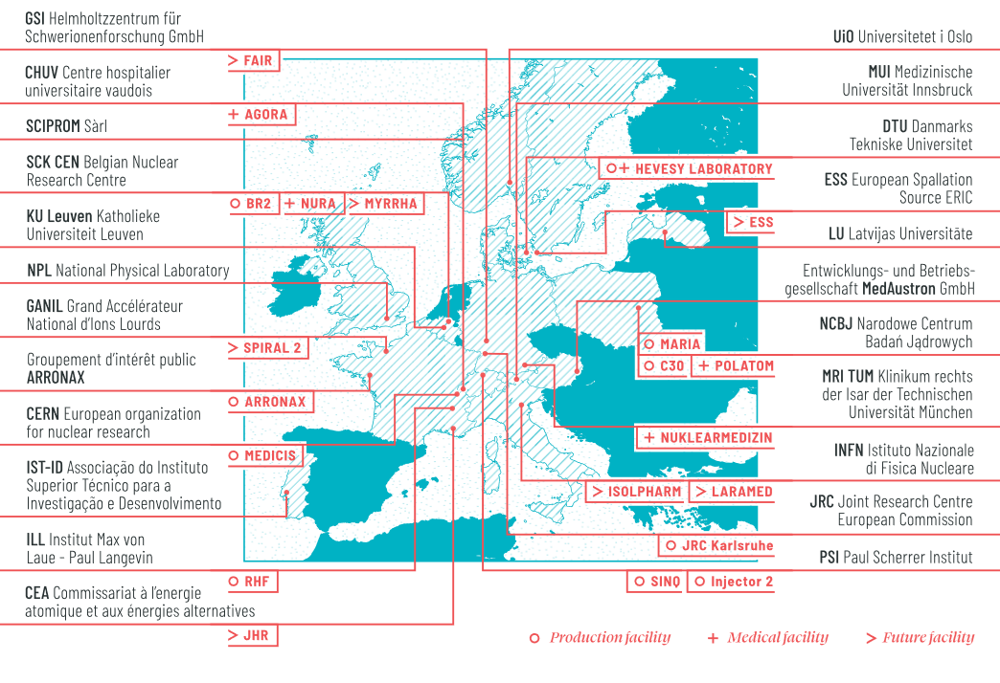 GSI Helmholtzzentrum für
Schwerionenforschung GmbH
> FAIR
CHUV Centre hospitalier
universitaire vaudois
+ AGORA
SCIPROM Sàrl
SCK CEN Belgian Nuclear
Research Centre
O BR2 + NURA > MYRRHA
KU Leuven Katholieke
Universiteit Leuven
NPL National Physical Laboratory
GANIL Grand Accélérateur
National d'Ions Lourds
> SPIRAL 2
Groupement d'intérêt public
ARRONAX
O ARRONAX
CERN European organization
for nuclear research
O MEDICIS
IST-ID Associação do Instituto
Superior Técnico para a
Investigação e Desenvolvimento
ILL Institut Max von
Laue - Paul Langevin
O RHF
CEA Commissariat à l'energie
atomique et aux énergies alternatives
> JHR
UiO Universitetet i Oslo
MUI Medizinische
Universität Innsbruck
DTU Danmarks
Tekniske Universitet
O+ HEVESY LABORATORY
ESS European Spallation
Source ERIC
> ESS
LU Latvijas Universitāte
Entwicklungs- und Betriebs-
gesellschaft MedAustron GmbH
NCBJ Narodowe Centrum
Badań Jądrowych
O MARIA
O C30 + POLATOM
MRI TUM Klinikum rechts
der Isar der Technischen
Universität München
+ NUKLEARMEDIZIN
INFN Istituto Nazionale
di Fisica Nucleare
> ISOLPHARM > LARAMED
JRC Joint Research Centre
European Commission
O JRC Karlsruhe
PSI Paul Scherrer Institut
O SINQ O Injector 2
O Production facility + Medical facility > Future facility